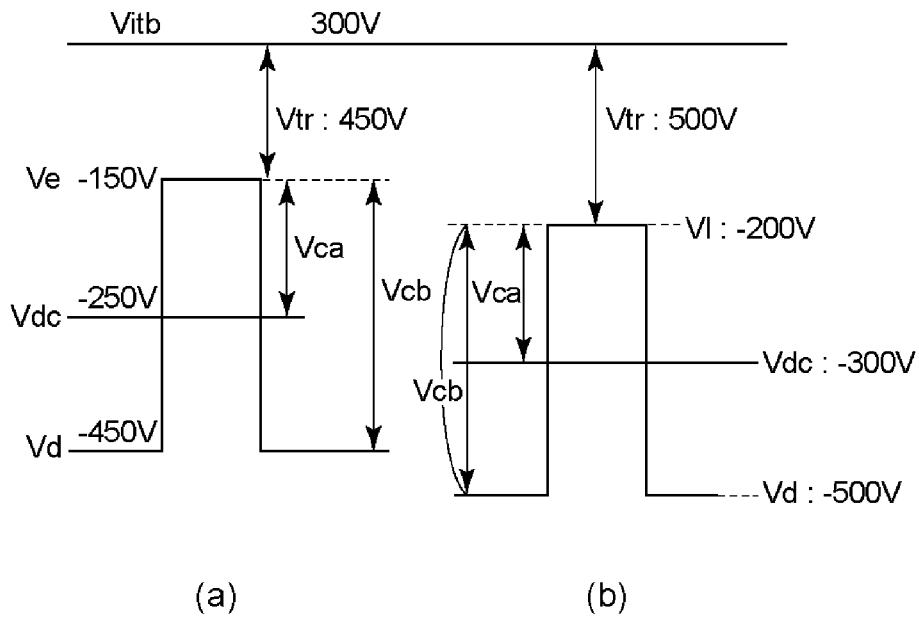 Vitb 300V
Vtr : 450V
Vtr : 500V
Ve -150V
Vl : -200V
Vca
Vcb
Vca
-250V
Vdc
Vdc : -300V
Vcb
-450V
Vd
Vd : -500V
(a)
(b)